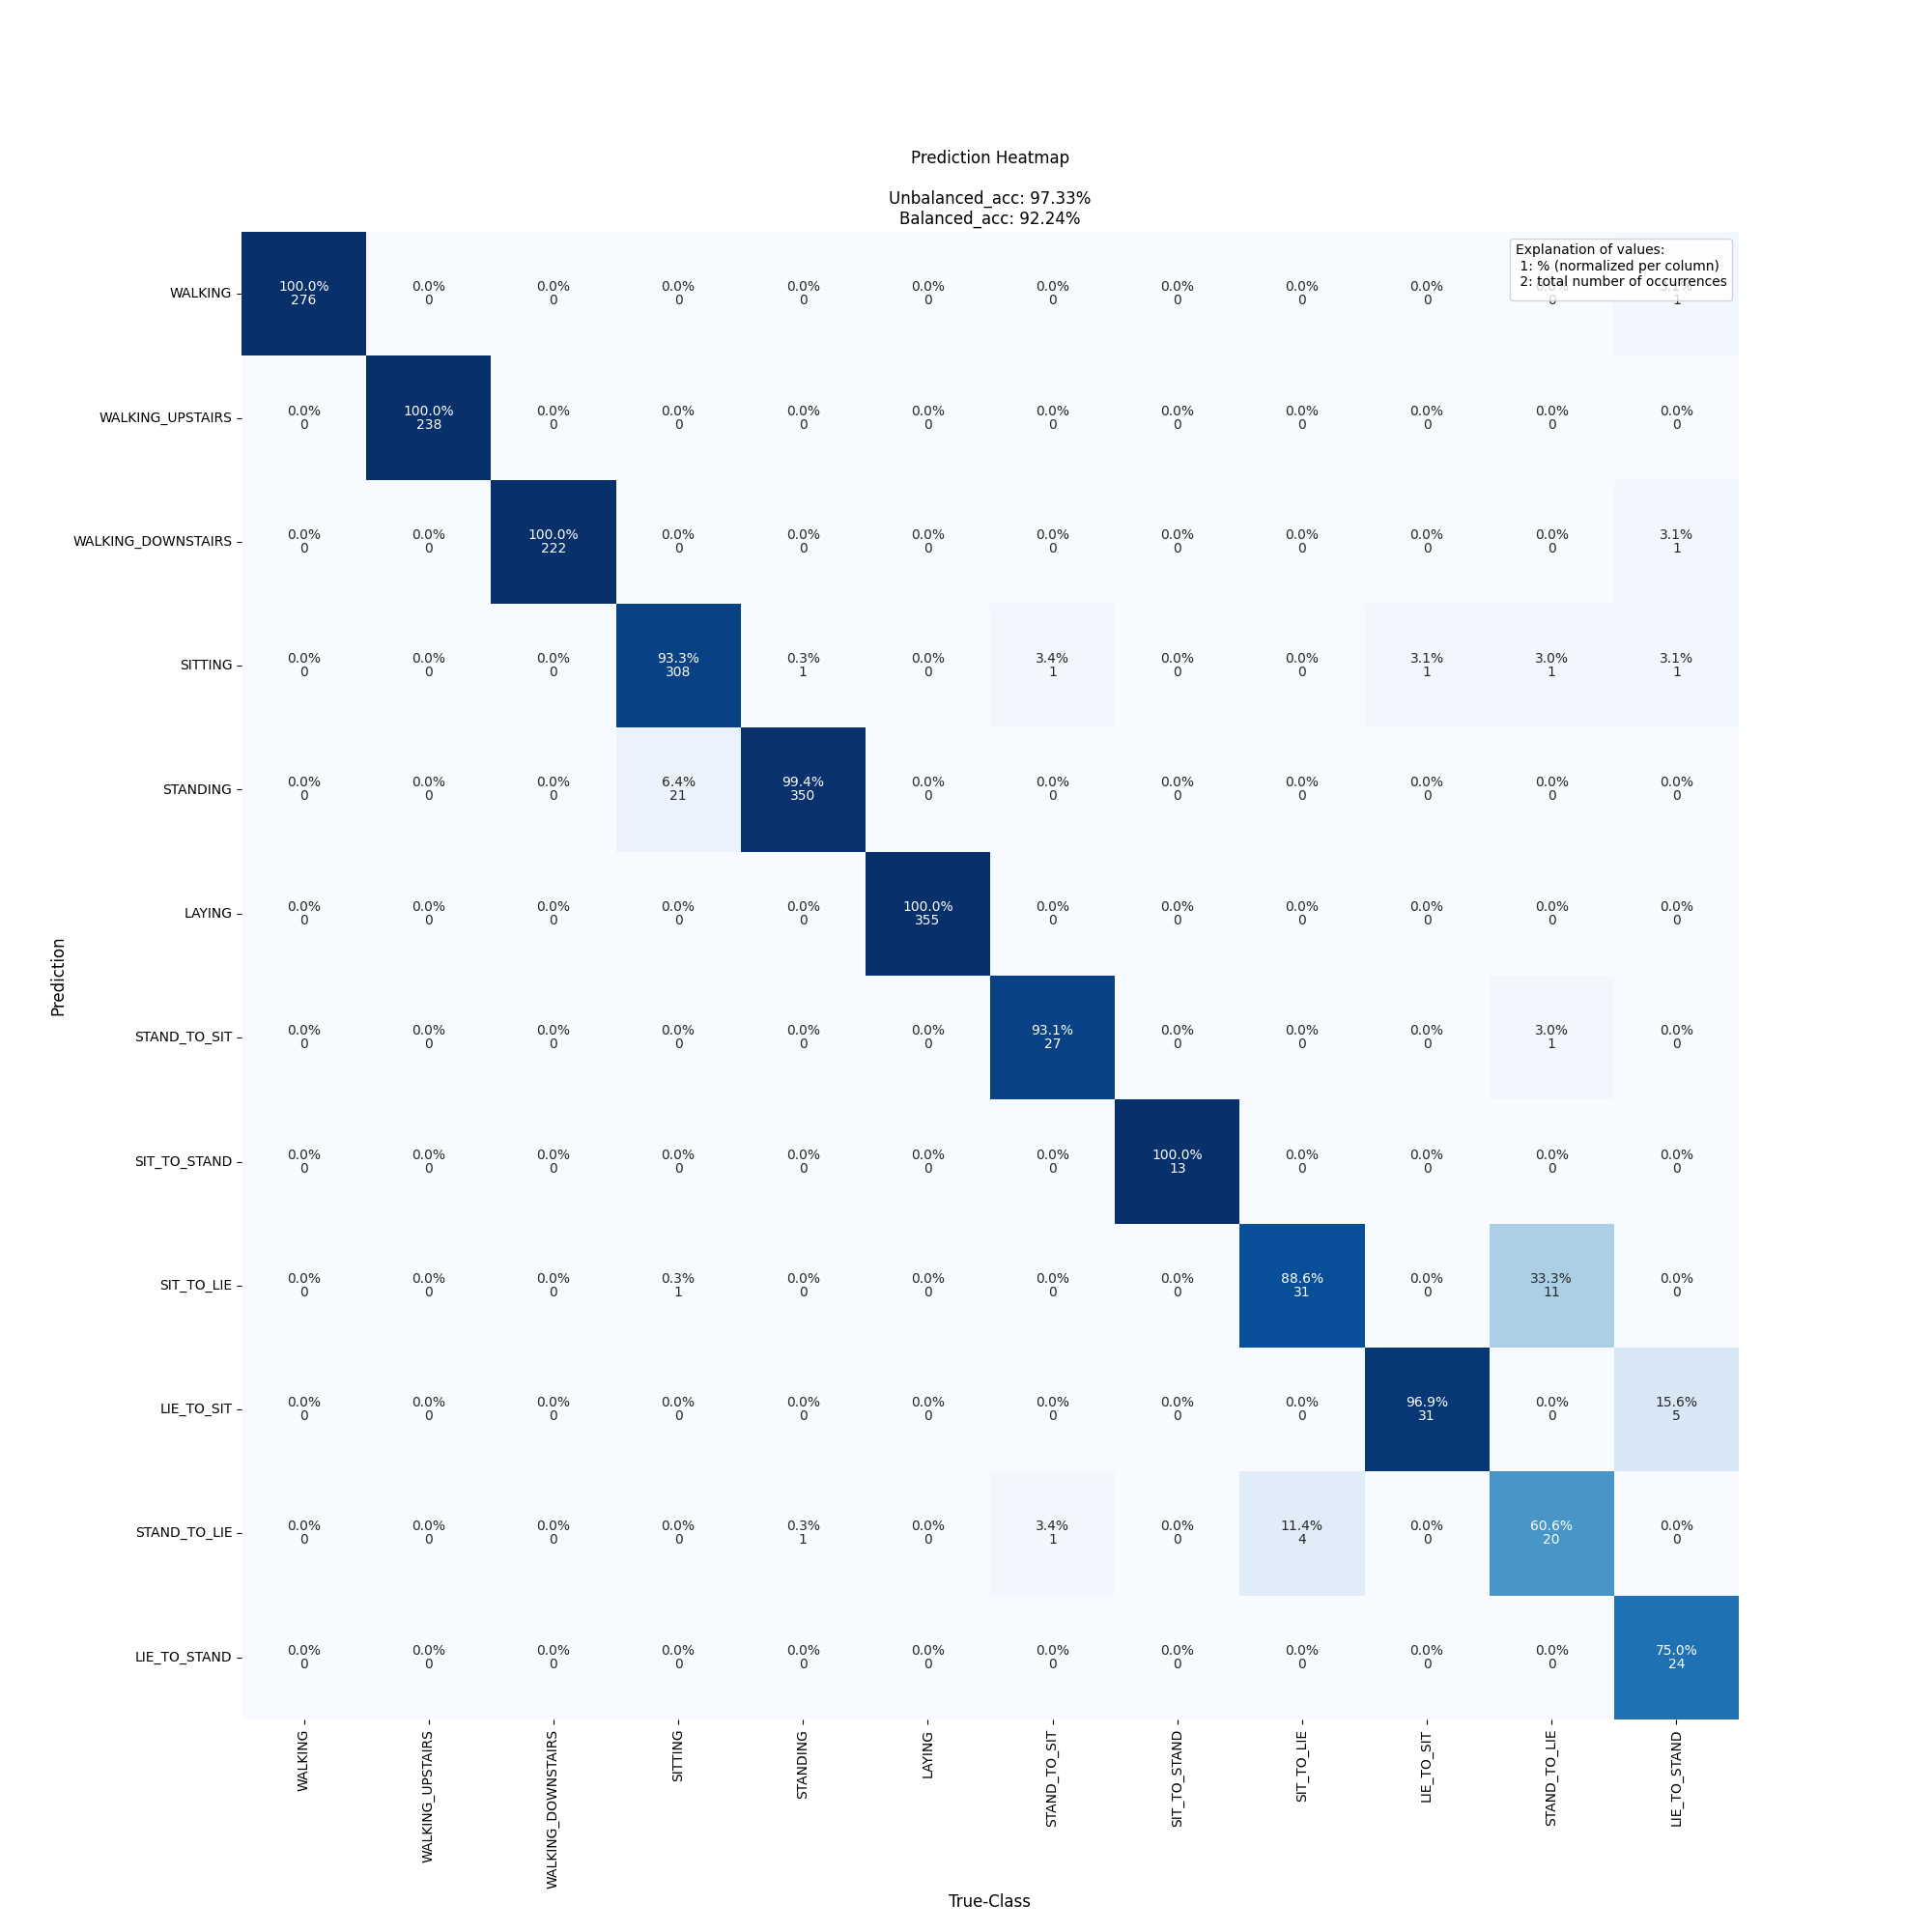 Prediction Heatmap
Unbalanced_acc: 97.33%
Balanced_acc: 92.24%
Explanation of values:
1: % (normalized per column)
2: total number of occurrences
WALKING
100.0% 0.0% 0.0% 0.0% 0.0% 0.0% 0.0% 0.0% 0.0% 0.0%
276 0 0 0 0 0 0 0 0 0 0 1
WALKING_UPSTAIRS
0.0% 100.0% 0.0% 0.0% 0.0% 0.0% 0.0% 0.0% 0.0% 0.0% 0.0% 0.0%
0 238 0 0 0 0 0 0 0 0 0 0
WALKING_DOWNSTAIRS
0.0% 0.0% 100.0% 0.0% 0.0% 0.0% 0.0% 0.0% 0.0% 0.0% 0.0% 3.1%
0 0 222 0 0 0 0 0 0 0 0 1
SITTING
0.0% 0.0% 0.0% 93.3% 0.3% 0.0% 3.4% 0.0% 0.0% 3.1% 3.0% 3.1%
0 0 0 308 1 0 1 0 0 1 1 1
STANDING
0.0% 0.0% 0.0% 6.4% 99.4% 0.0% 0.0% 0.0% 0.0% 0.0% 0.0% 0.0%
0 0 0 21 350 0 0 0 0 0 0 0
LAYING
0.0% 0.0% 0.0% 0.0% 0.0% 100.0% 0.0% 0.0% 0.0% 0.0% 0.0% 0.0%
0 0 0 0 0 355 0 0 0 0 0 0
STAND_TO_SIT
0.0% 0.0% 0.0% 0.0% 0.0% 0.0% 93.1% 0.0% 0.0% 0.0% 3.0% 0.0%
0 0 0 0 0 0 27 0 0 0 1 0
SIT_TO_STAND
0.0% 0.0% 0.0% 0.0% 0.0% 0.0% 0.0% 100.0% 0.0% 0.0% 0.0% 0.0%
0 0 0 0 0 0 0 13 0 0 0 0
SIT_TO_LIE
0.0% 0.0% 0.0% 0.3% 0.0% 0.0% 0.0% 0.0% 88.6% 0.0% 33.3% 0.0%
0 0 0 1 0 0 0 0 31 0 11 0
LIE_TO_SIT
0.0% 0.0% 0.0% 0.0% 0.0% 0.0% 0.0% 0.0% 0.0% 96.9% 0.0% 15.6%
0 0 0 0 0 0 0 0 0 31 0 5
STAND_TO_LIE
0.0% 0.0% 0.0% 0.0% 0.3% 0.0% 3.4% 0.0% 11.4% 0.0% 60.6% 0.0%
0 0 0 0 1 0 1 0 4 0 20 0
LIE_TO_STAND
0.0% 0.0% 0.0% 0.0% 0.0% 0.0% 0.0% 0.0% 0.0% 0.0% 0.0% 75.0%
0 0 0 0 0 0 0 0 0 0 0 24
Prediction
WALKING
WALKING_UPSTAIRS
WALKING_DOWNSTAIRS
SITTING
STANDING
LAYING
STAND_TO_SIT
SIT_TO_STAND
SIT_TO_LIE
LIE_TO_SIT
STAND_TO_LIE
LIE_TO_STAND
True-Class